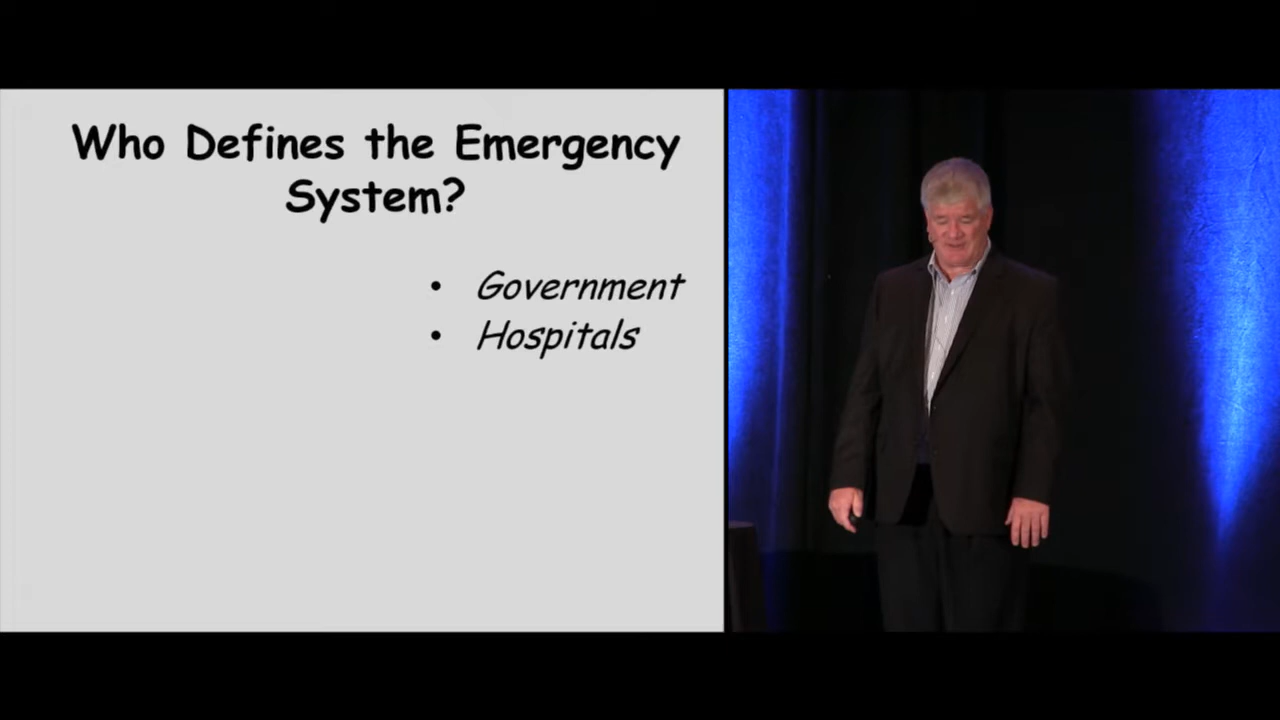 Who Defines the Emergency
System?
• Government
• Hospitals